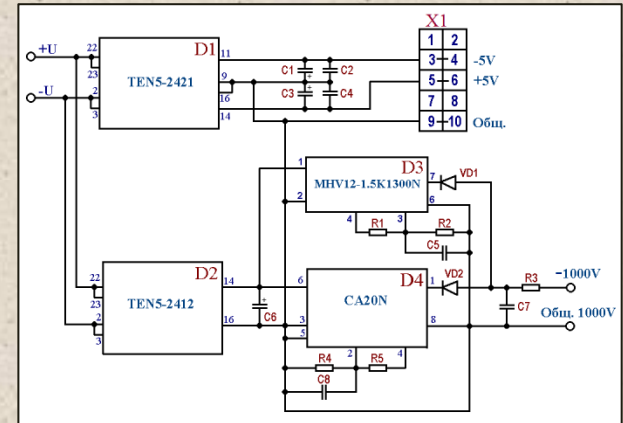 X1
D1
+U
22
11
1 2
C1
+
C2
3 4
-5V
23
TEN5-2421
9
-U
2
16
C3
+
C4
5 6
+5V
3
14
7 8
9 10
Общ.
D3
1
MHV12-1.5K1300N
7
VD1
2
6
4
3
R1
R2
C5
D2
D4
22
14
6
1
VD2
R3
−1000V
23
TEN5-2412
+
CA20N
C7
2
C6
Общ. 1000V
16
3
8
3
5
2
4
R4
R5
C8